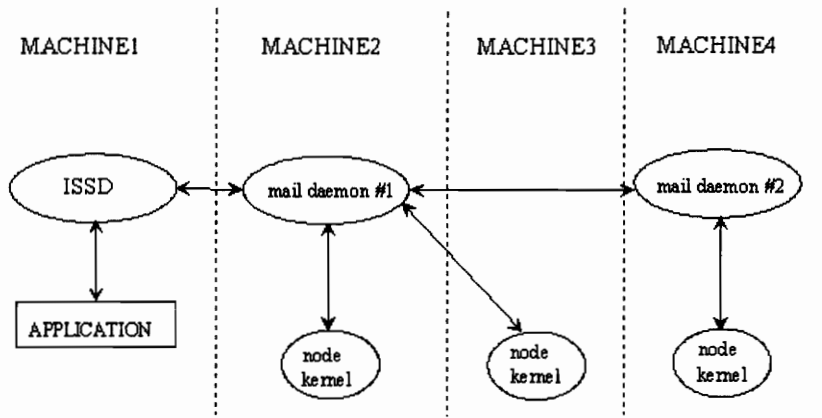 MACHINE1
MACHINE2
MACHINE3
MACHINE4
ISSD
mail daemon #1
mail daemon #2
APPLICATION
node
kernel
node
kernel
node
kernel